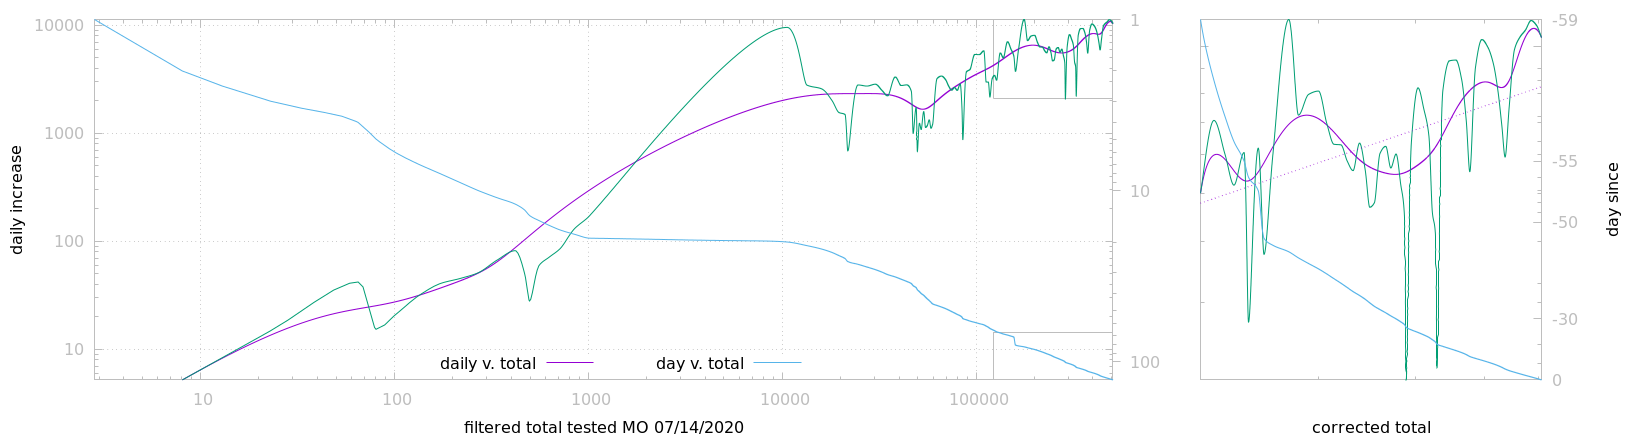 10000
1000
100
10
daily increase
10
100
1000
10000
100000
1
10
100
daily v. total
day v. total
filtered total tested MO 07/14/2020
-59
-55
-50
-30
0
day since
corrected total